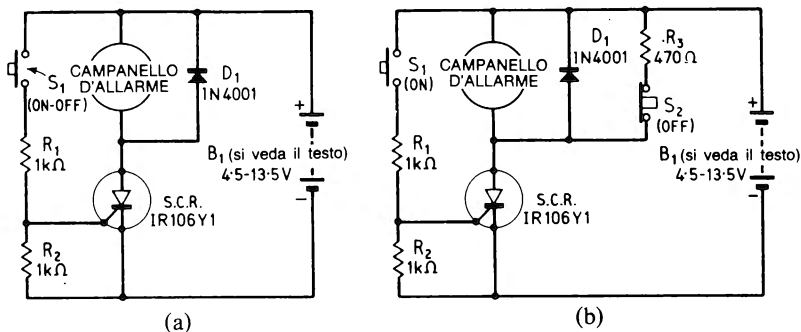 S1
(ON-OFF)
CAMPANELLO
D'ALLARME
D1
1N4001
R1
1kΩ
+
B1 (si veda il testo)
4·5-13·5V
−
S.C.R.
IR106Y1
R2
1kΩ
(a)
S1
(ON)
CAMPANELLO
D'ALLARME
D1
1N4001
.R3
470Ω
S2
(OFF)
R1
1kΩ
+
B1 (si veda il testo)
4·5-13·5V
−
S.C.R.
IR106Y1
R2
1kΩ
(b)